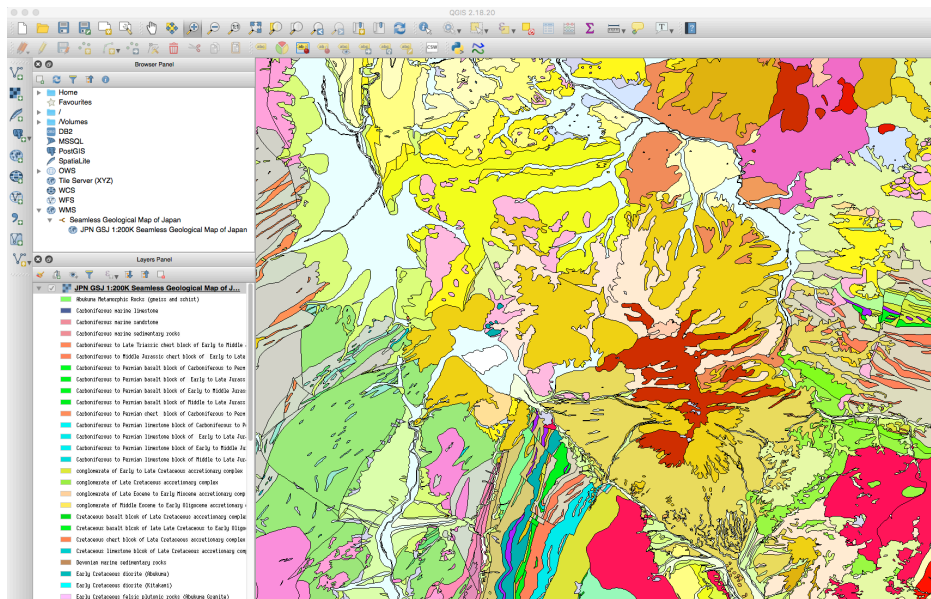 QGIS 2.18.20
CSW
Browser Panel
Home
Favourites
/
/Volumes
DB2
MSSQL
PostGIS
SpatiaLite
OWS
Tile Server (XYZ)
WCS
WFS
WMS
Seamless Geological Map of Japan
JPN GSJ 1:200K Seamless Geological Map of Japan
Layers Panel
JPN GSJ 1:200K Seamless Geological Map of J...
Abukuma Metamorphic Rocks (gneiss and schist)
Carboniferous marine limestone
Carboniferous marine sandstone
Carboniferous marine sedimentary rocks
Carboniferous to Late Triassic chert block of Early to Middle
Carboniferous to Middle Jurassic chert block of Early to Late
Carboniferous to Permian basalt block of Carboniferous to Perm
Carboniferous to Permian basalt block of Early to Late Jurass
Carboniferous to Permian basalt block of Early to Middle Juras
Carboniferous to Permian basalt block of Middle to Late Juras
Carboniferous to Permian chert block of Carboniferous to Perm
Carboniferous to Permian limestone block of Carboniferous to P
Carboniferous to Permian limestone block of Early to Late Jur
Carboniferous to Permian limestone block of Early to Middle Ju
Carboniferous to Permian limestone block of Middle to Late Jur
conglomerate of Early to Late Cretaceous accretionary complex
conglomerate of Late Cretaceous accretionary complex
conglomerate of Late Eocene to Early Miocene accretionary comp
conglomerate of Middle Eocene to Early Oligocene accretionary
Cretaceous basalt block of Late Cretaceous accretionary comple
Cretaceous basalt block of late Late Cretaceous to Early Oligo
Cretaceous chert block of Late Cretaceous accretionary complex
Cretaceous limestone block of Late Cretaceous accretionary com
Devonian marine sedimentary rocks
Early Cretaceous diorite (Abukuma)
Early Cretaceous diorite (Kitakami)
Early Cretaceous felsic plutonic rocks (Abukuma Granite)